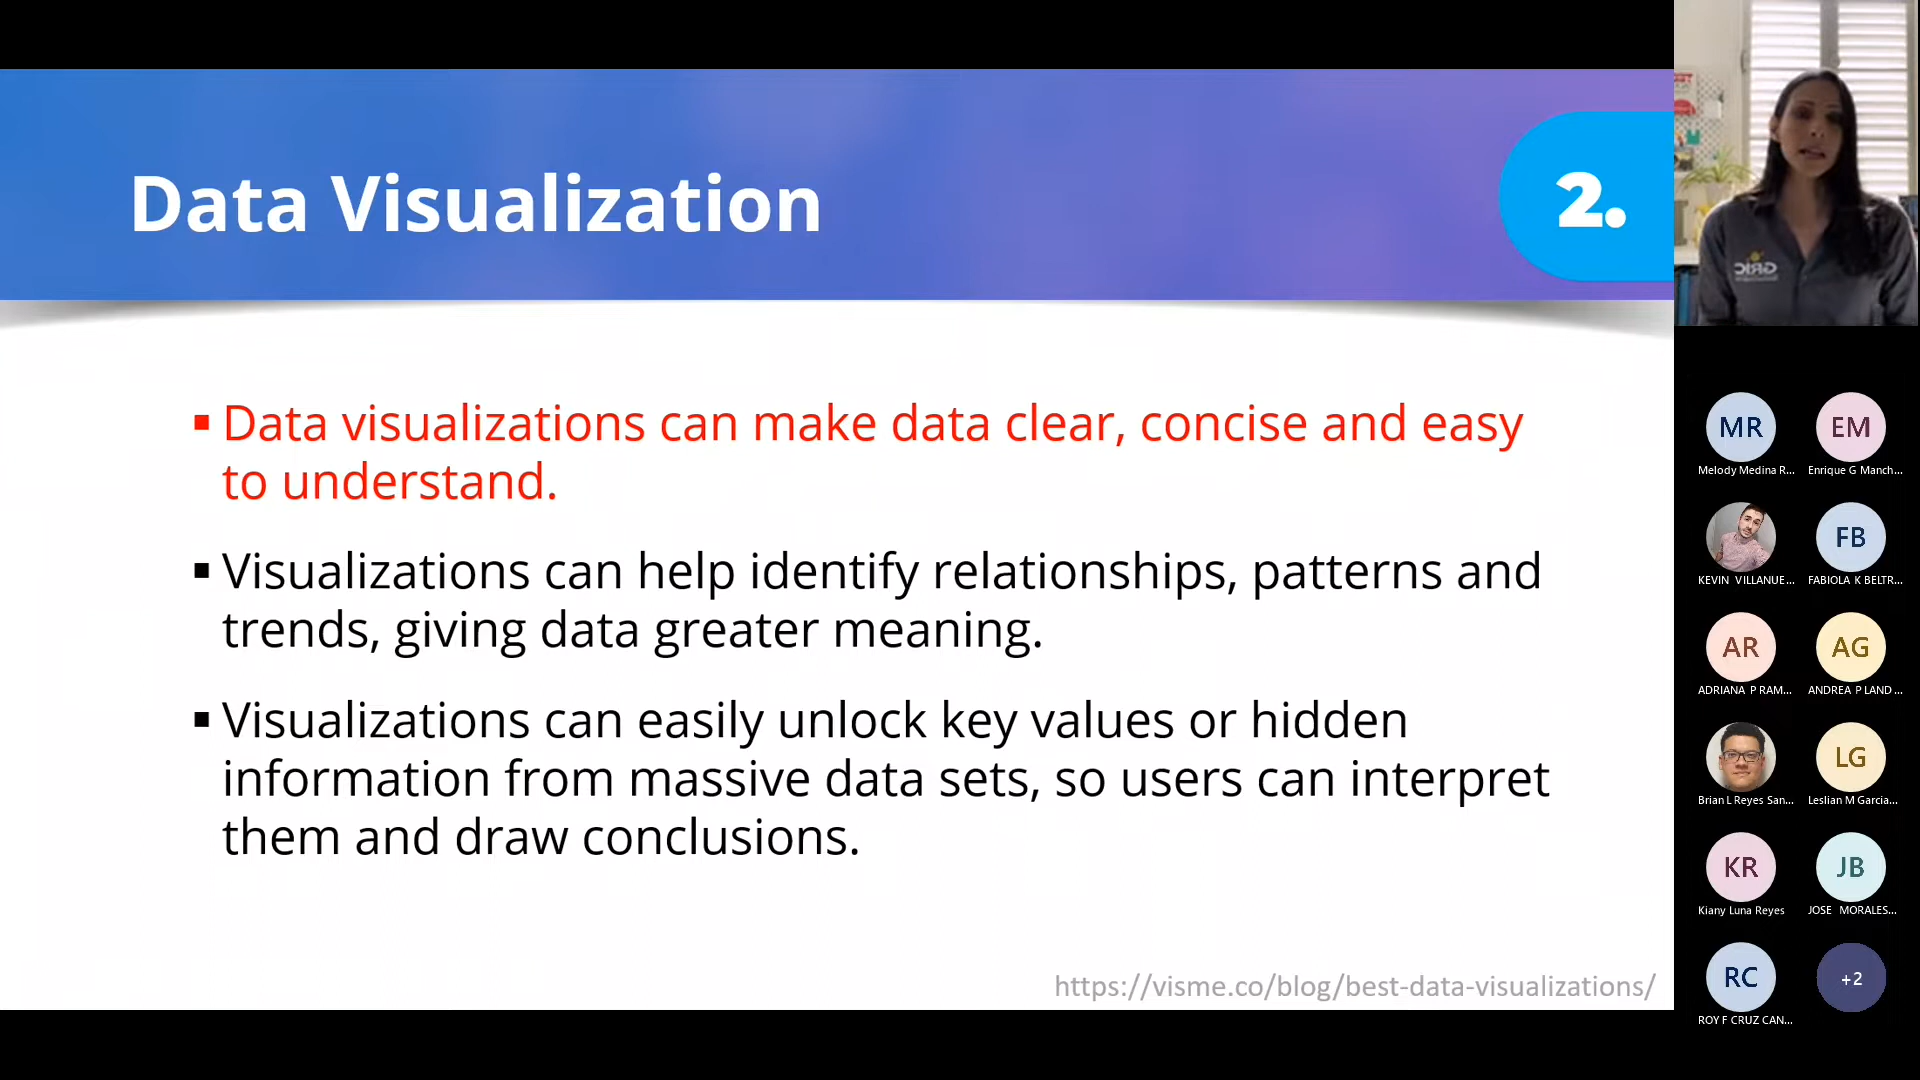 Data Visualization
2.
▪ Data visualizations can make data clear, concise and easy
to understand.
▪ Visualizations can help identify relationships, patterns and
trends, giving data greater meaning.
▪ Visualizations can easily unlock key values or hidden
information from massive data sets, so users can interpret
them and draw conclusions.
https://visme.co/blog/best-data-visualizations/
GRIC
MR
EM
Melody Medina R...
Enrique G Manch...
FB
KEVIN VILLANUE...
FABIOLA K BELTR...
AR
AG
ADRIANA P RAM...
ANDREA P LAND...
LG
Brian L Reyes San...
Leslian M Garcia...
KR
JB
Kiany Luna Reyes
JOSE MORALES...
RC
+2
ROY F CRUZ CAN...